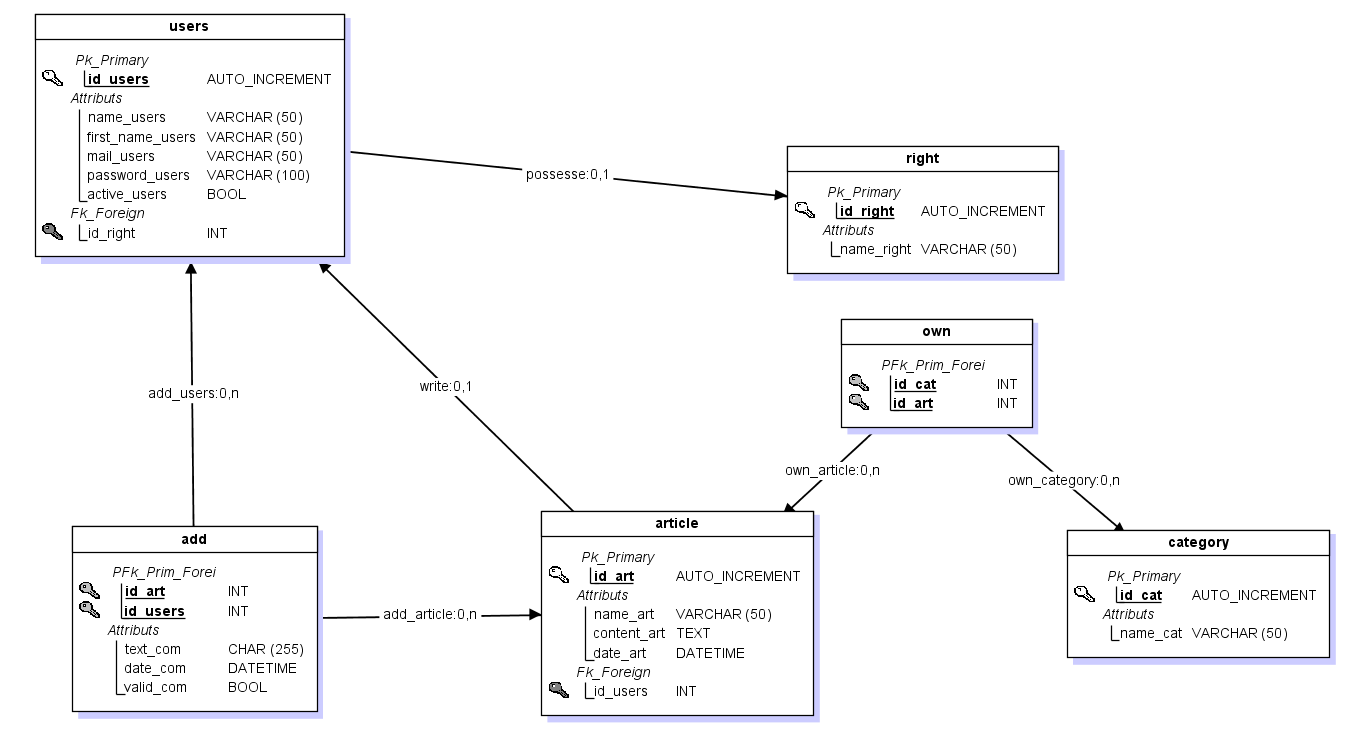 users
Pk_Primary
id_users AUTO_INCREMENT
Attributs
name_users VARCHAR (50)
first_name_users VARCHAR (50)
mail_users VARCHAR (50)
password_users VARCHAR (100)
active_users BOOL
Fk_Foreign
id_right INT
possesse:0,1
right
Pk_Primary
id_right AUTO_INCREMENT
Attributs
name_right VARCHAR (50)
add_users:0,n
write:0,1
own
PFk_Prim_Forei
id_cat INT
id_art INT
own_article:0,n
own_category:0,n
add
PFk_Prim_Forei
id_art INT
id_users INT
Attributs
text_com CHAR (255)
date_com DATETIME
valid_com BOOL
add_article:0,n
article
Pk_Primary
id_art AUTO_INCREMENT
Attributs
name_art VARCHAR (50)
content_art TEXT
date_art DATETIME
Fk_Foreign
id_users INT
category
Pk_Primary
id_cat AUTO_INCREMENT
Attributs
name_cat VARCHAR (50)